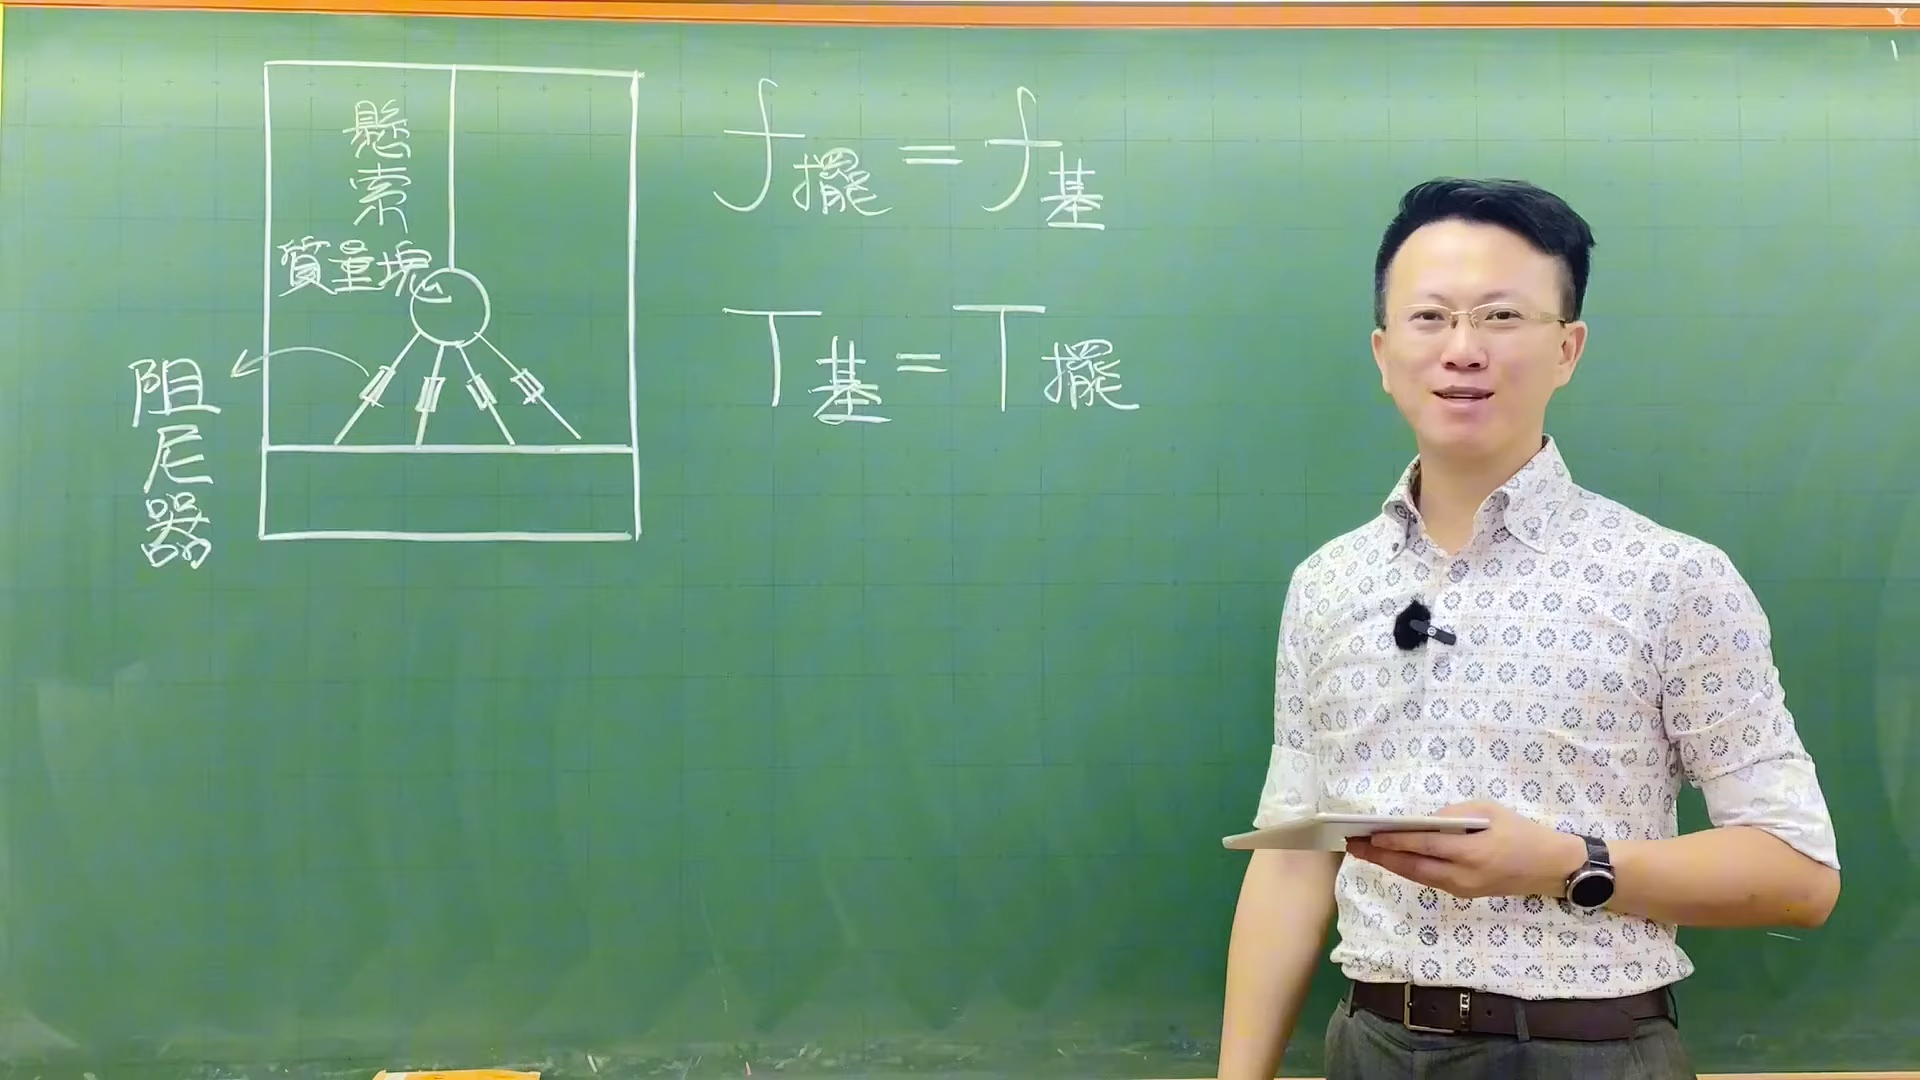 懸索
質量塊
阻尼器
f擺 = f基
T基 = T擺